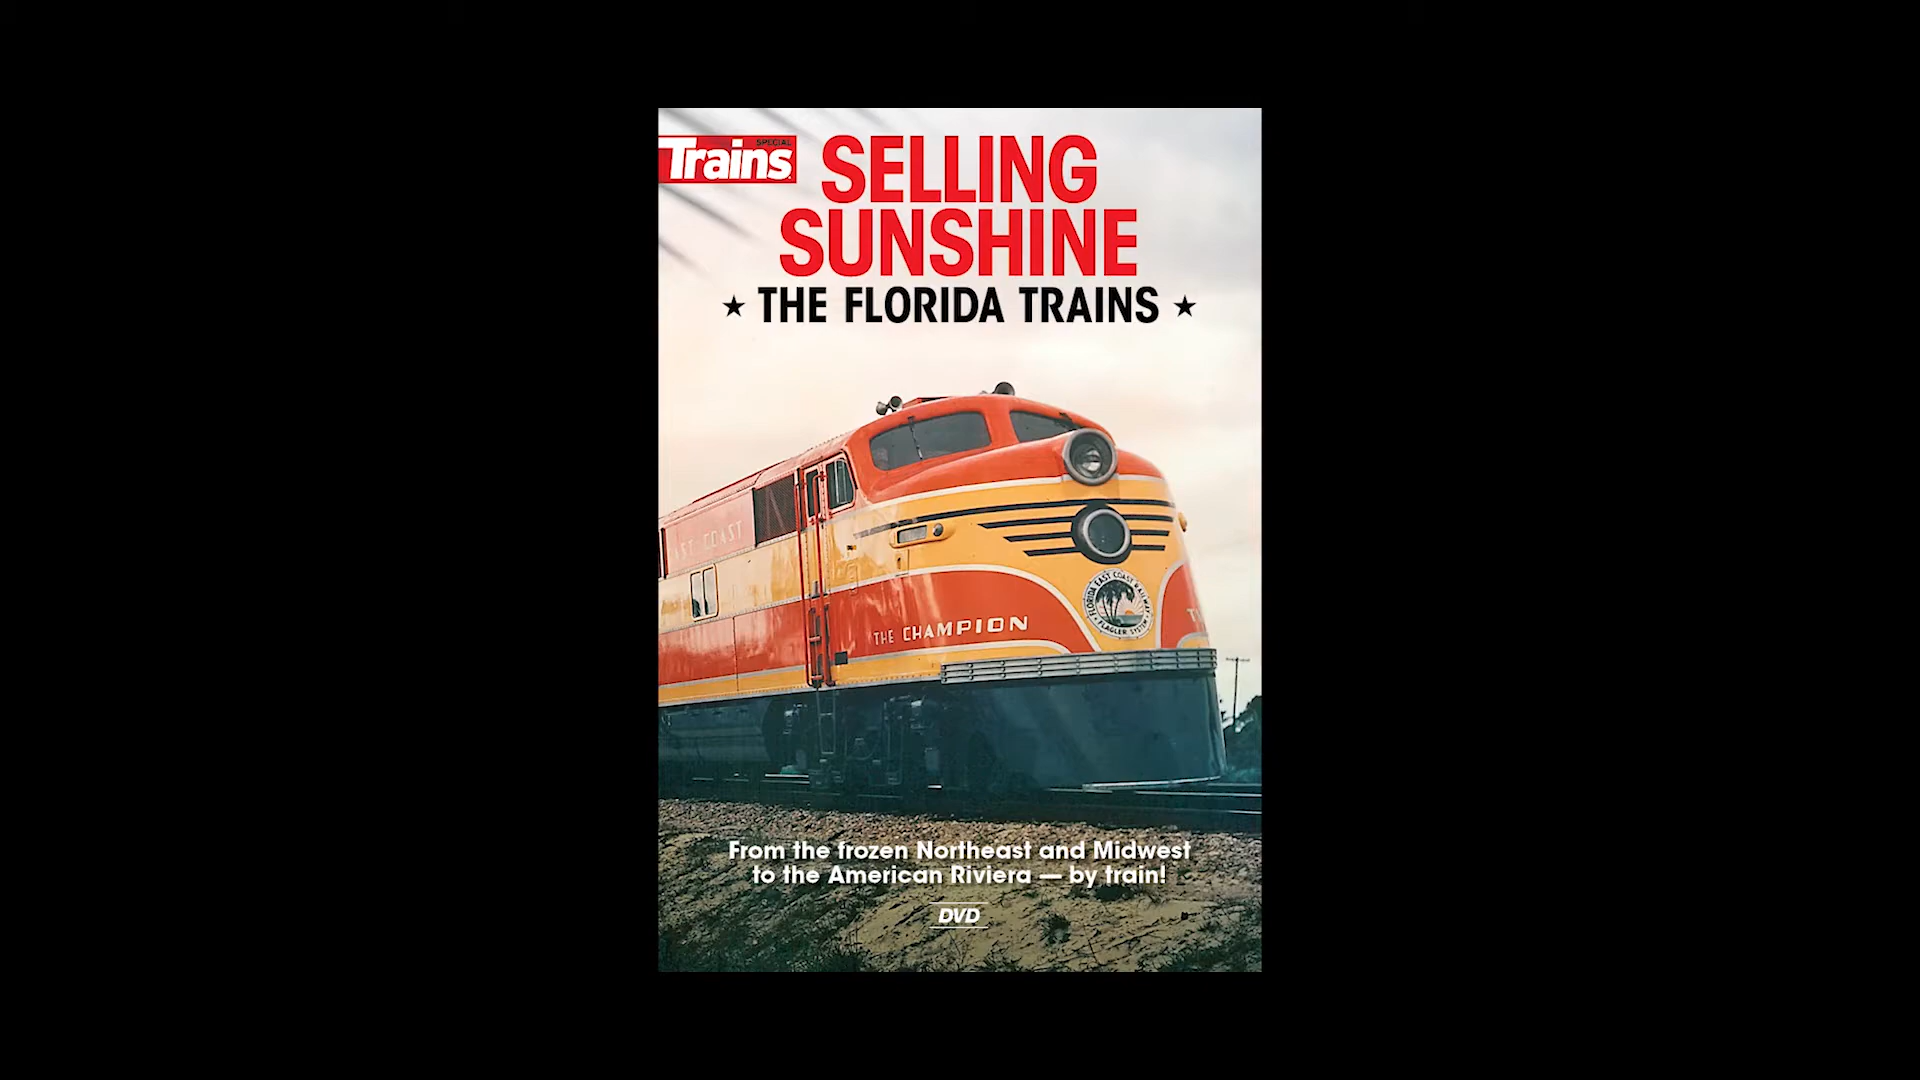 SPECIAL
Trains
SELLING
SUNSHINE
★ THE FLORIDA TRAINS ★
EAST COAST
THE CHAMPION
FLORIDA EAST COAST RAILWAY
FLAGLER SYSTEM
From the frozen Northeast and Midwest
to the American Riviera — by train!
DVD